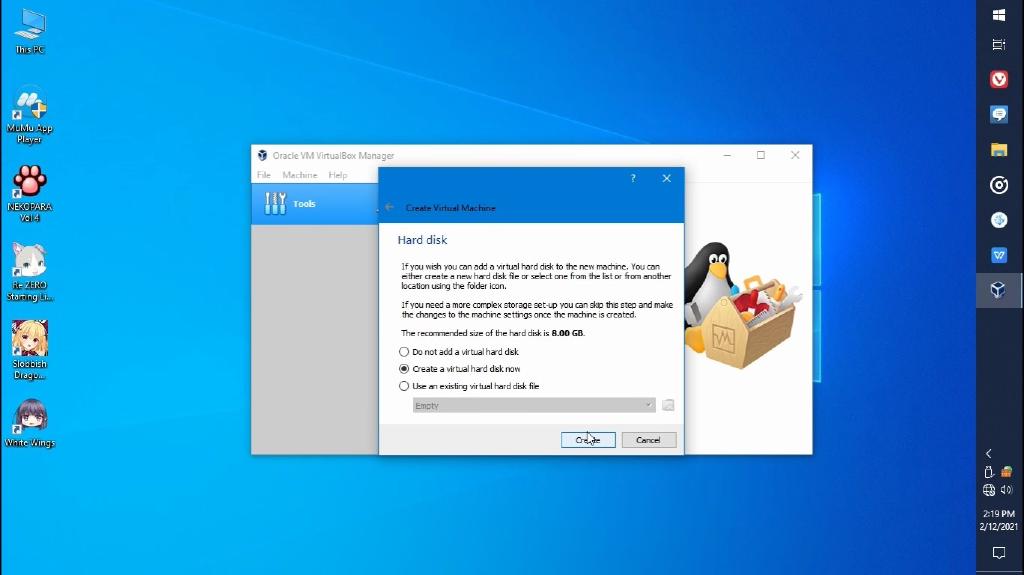 This PC
MuMu App
Player
NEKOPARA
Vol.4
Re ZERO
Starting Li...
Slobbish
Drago...
White Wings
Oracle VM VirtualBox Manager
File Machine Help
Tools
? 
Create Virtual Machine
Hard disk
If you wish you can add a virtual hard disk to the new machine. You can
either create a new hard disk file or select one from the list or from another
location using the folder icon.
If you need a more complex storage set-up you can skip this step and make
the changes to the machine settings once the machine is created.
The recommended size of the hard disk is 8.00 GB.
Do not add a virtual hard disk
Create a virtual hard disk now
Use an existing virtual hard disk file
Empty
Create
Cancel
2:19 PM
2/12/2021